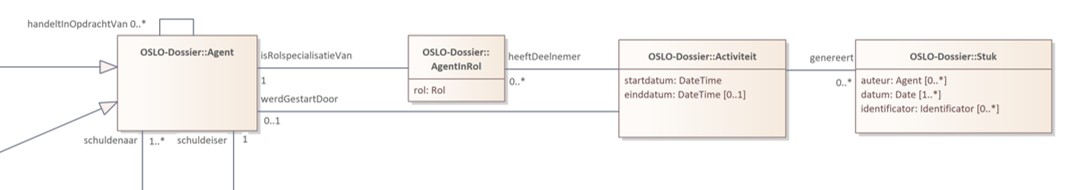 handeltInOpdrachtVan 0..*
OSLO-Dossier::Agent
isRolspecialisatieVan
1
werdGestartDoor
0..1
schuldenaar 1..* schuldeiser 1
OSLO-Dossier::
AgentInRol
rol: Rol
heeftDeelnemer
0..*
OSLO-Dossier::Activiteit
startdatum: DateTime
einddatum: DateTime [0..1]
genereert
0..*
OSLO-Dossier::Stuk
auteur: Agent [0..*]
datum: Date [1..*]
identificator: Identificator [0..*]